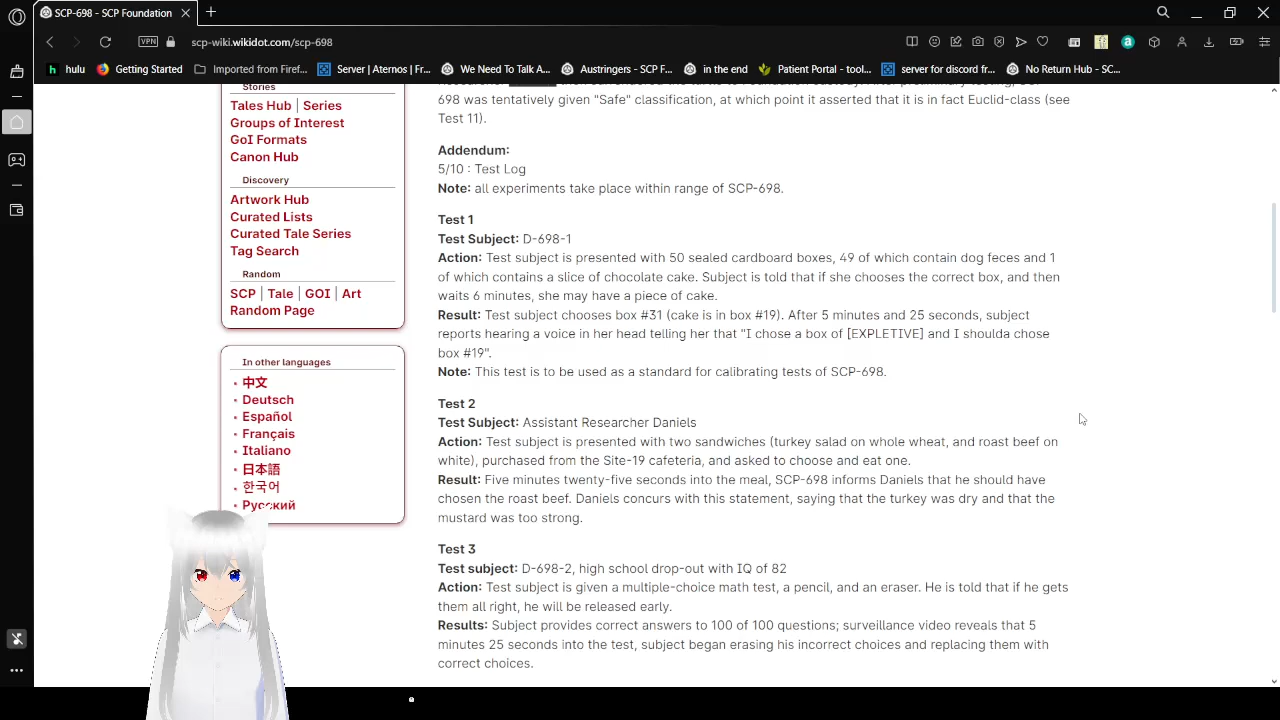 SCP-698 - SCP Foundation
VPN
scp-wiki.wikidot.com/scp-698
hulu
Getting Started
Imported from Firef...
Server | Aternos | Fr...
We Need To Talk A...
Austringers - SCP F...
in the end
Patient Portal - tool...
server for discord fr...
No Return Hub - SC...
Stories
Tales Hub | Series
Groups of Interest
GoI Formats
Canon Hub
Discovery
Artwork Hub
Curated Lists
Curated Tale Series
Tag Search
Random
SCP | Tale | GOI | Art
Random Page
In other languages
中文
Deutsch
Español
Français
Italiano
日本語
한국어
Русский
698 was tentatively given "Safe" classification, at which point it asserted that it is in fact Euclid-class (see
Test 11).
Addendum:
5/10 : Test Log
Note: all experiments take place within range of SCP-698.
Test 1
Test Subject: D-698-1
Action: Test subject is presented with 50 sealed cardboard boxes, 49 of which contain dog feces and 1
of which contains a slice of chocolate cake. Subject is told that if she chooses the correct box, and then
waits 6 minutes, she may have a piece of cake.
Result: Test subject chooses box #31 (cake is in box #19). After 5 minutes and 25 seconds, subject
reports hearing a voice in her head telling her that "I chose a box of [EXPLETIVE] and I shoulda chose
box #19".
Note: This test is to be used as a standard for calibrating tests of SCP-698.
Test 2
Test Subject: Assistant Researcher Daniels
Action: Test subject is presented with two sandwiches (turkey salad on whole wheat, and roast beef on
white), purchased from the Site-19 cafeteria, and asked to choose and eat one.
Result: Five minutes twenty-five seconds into the meal, SCP-698 informs Daniels that he should have
chosen the roast beef. Daniels concurs with this statement, saying that the turkey was dry and that the
mustard was too strong.
Test 3
Test subject: D-698-2, high school drop-out with IQ of 82
Action: Test subject is given a multiple-choice math test, a pencil, and an eraser. He is told that if he gets
them all right, he will be released early.
Results: Subject provides correct answers to 100 of 100 questions; surveillance video reveals that 5
minutes 25 seconds into the test, subject began erasing his incorrect choices and replacing them with
correct choices.